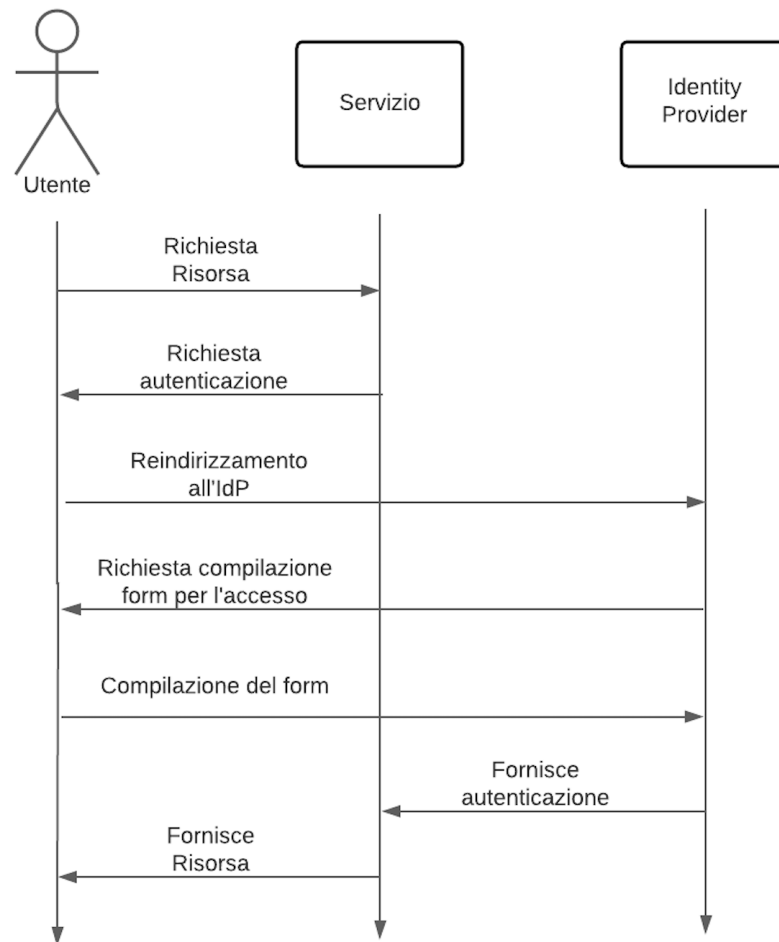 Utente
Servizio
Identity
Provider
Richiesta
Risorsa
Richiesta
autenticazione
Reindirizzamento
all'IdP
Richiesta compilazione
form per l'accesso
Compilazione del form
Fornisce
autenticazione
Fornisce
Risorsa